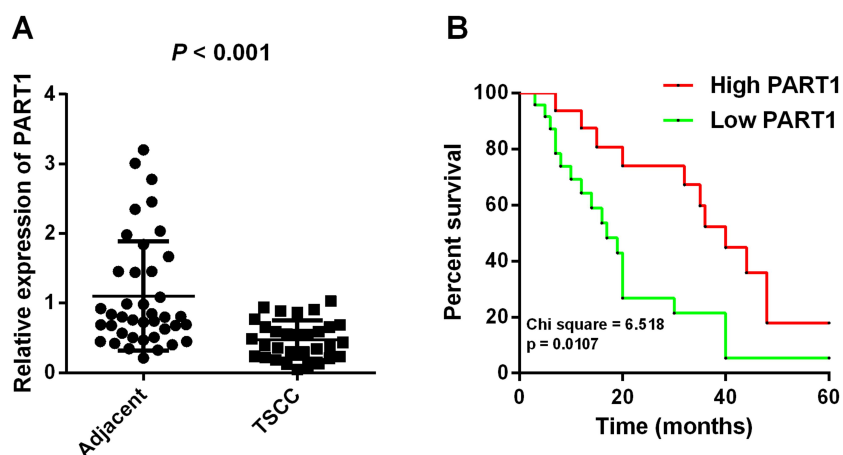 A
P < 0.001
Relative expression of PART1
4
3
2
1
0
Adjacent
TSCC
B
High PART1
Low PART1
Percent survival
100
80
60
40
20
0
Chi square = 6.518
p = 0.0107
0
20
40
60
Time (months)